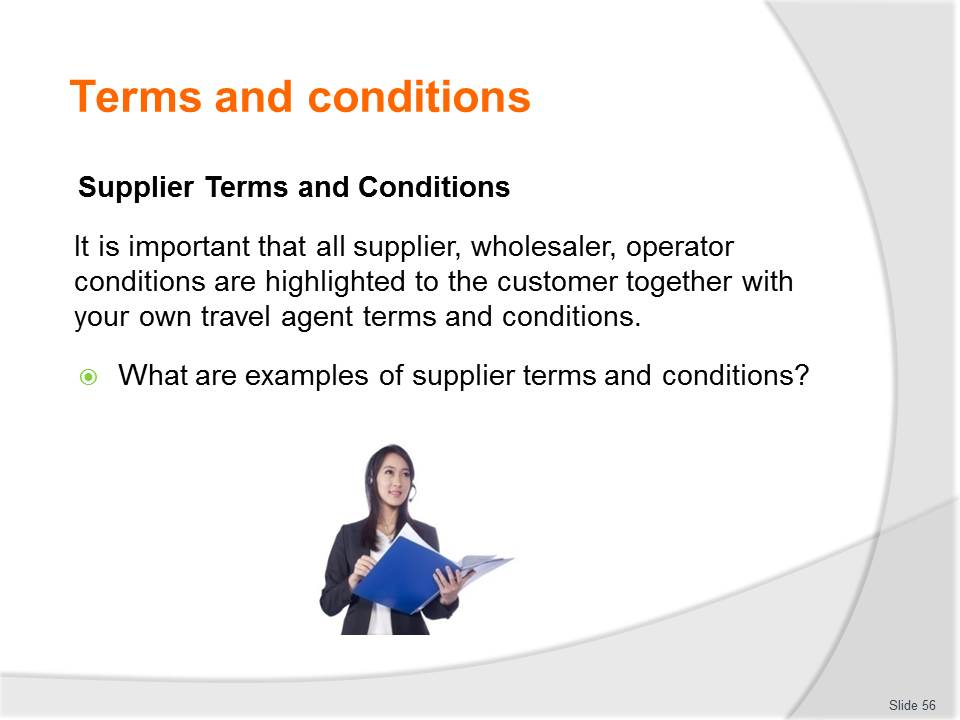 Terms and conditions
Supplier Terms and Conditions
It is important that all supplier, wholesaler, operator
conditions are highlighted to the customer together with
your own travel agent terms and conditions.
What are examples of supplier terms and conditions?
Slide 56